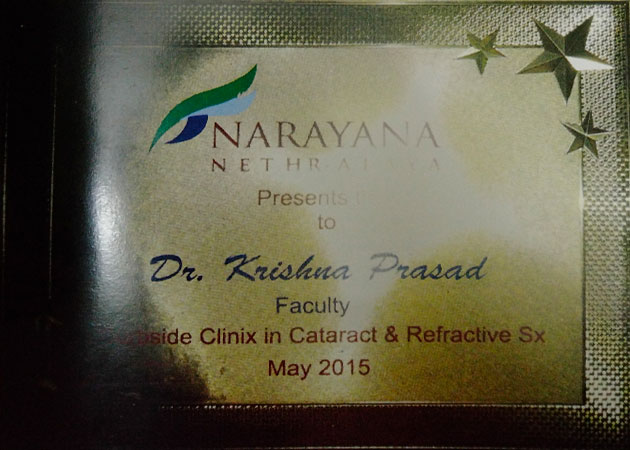 NARAYANA
Presents
to
Dr. Krishna Prasad
Faculty
Clinix in Cataract & Refractive Sx
May 2015